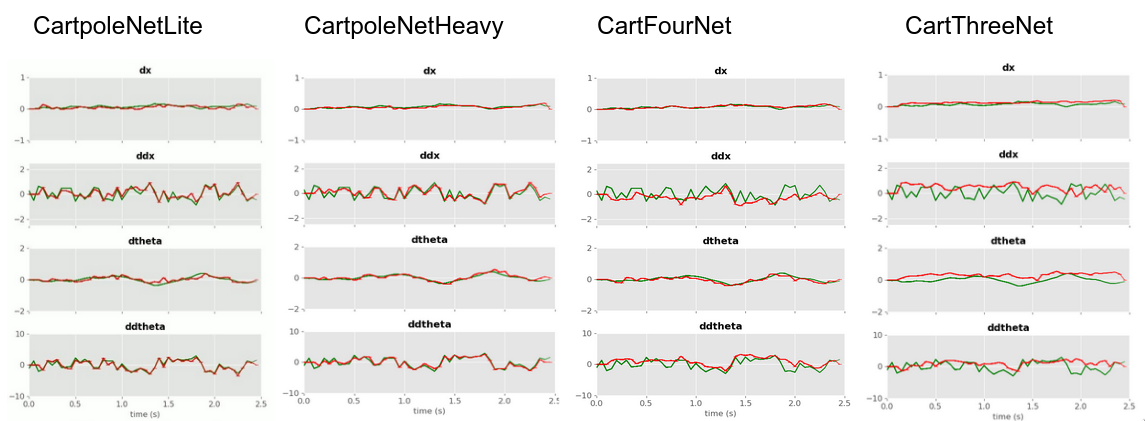 CartpoleNetLite CartpoleNetHeavy CartFourNet CartThreeNet
dx dx dx dx
1 1 1 1
0 0 0 0
−1 −1 −1 −1
ddx ddx ddx ddx
2 2 2 2
0 0 0 0
−2 −2 −2 −2
dtheta dtheta dtheta dtheta
2 2 2 2
0 0 0 0
−2 −2 −2 −2
ddtheta ddtheta ddtheta ddtheta
10 10 10 10
0 0 0 0
−10 −10 −10 −10
0.0 0.5 1.0 1.5 2.0 2.5 0.0 0.5 1.0 1.5 2.0 2.5 0.0 0.5 1.0 1.5 2.0 2.5 0.0 0.5 1.0 1.5 2.0 2.5
time (s) time (s) time (s) time (s)